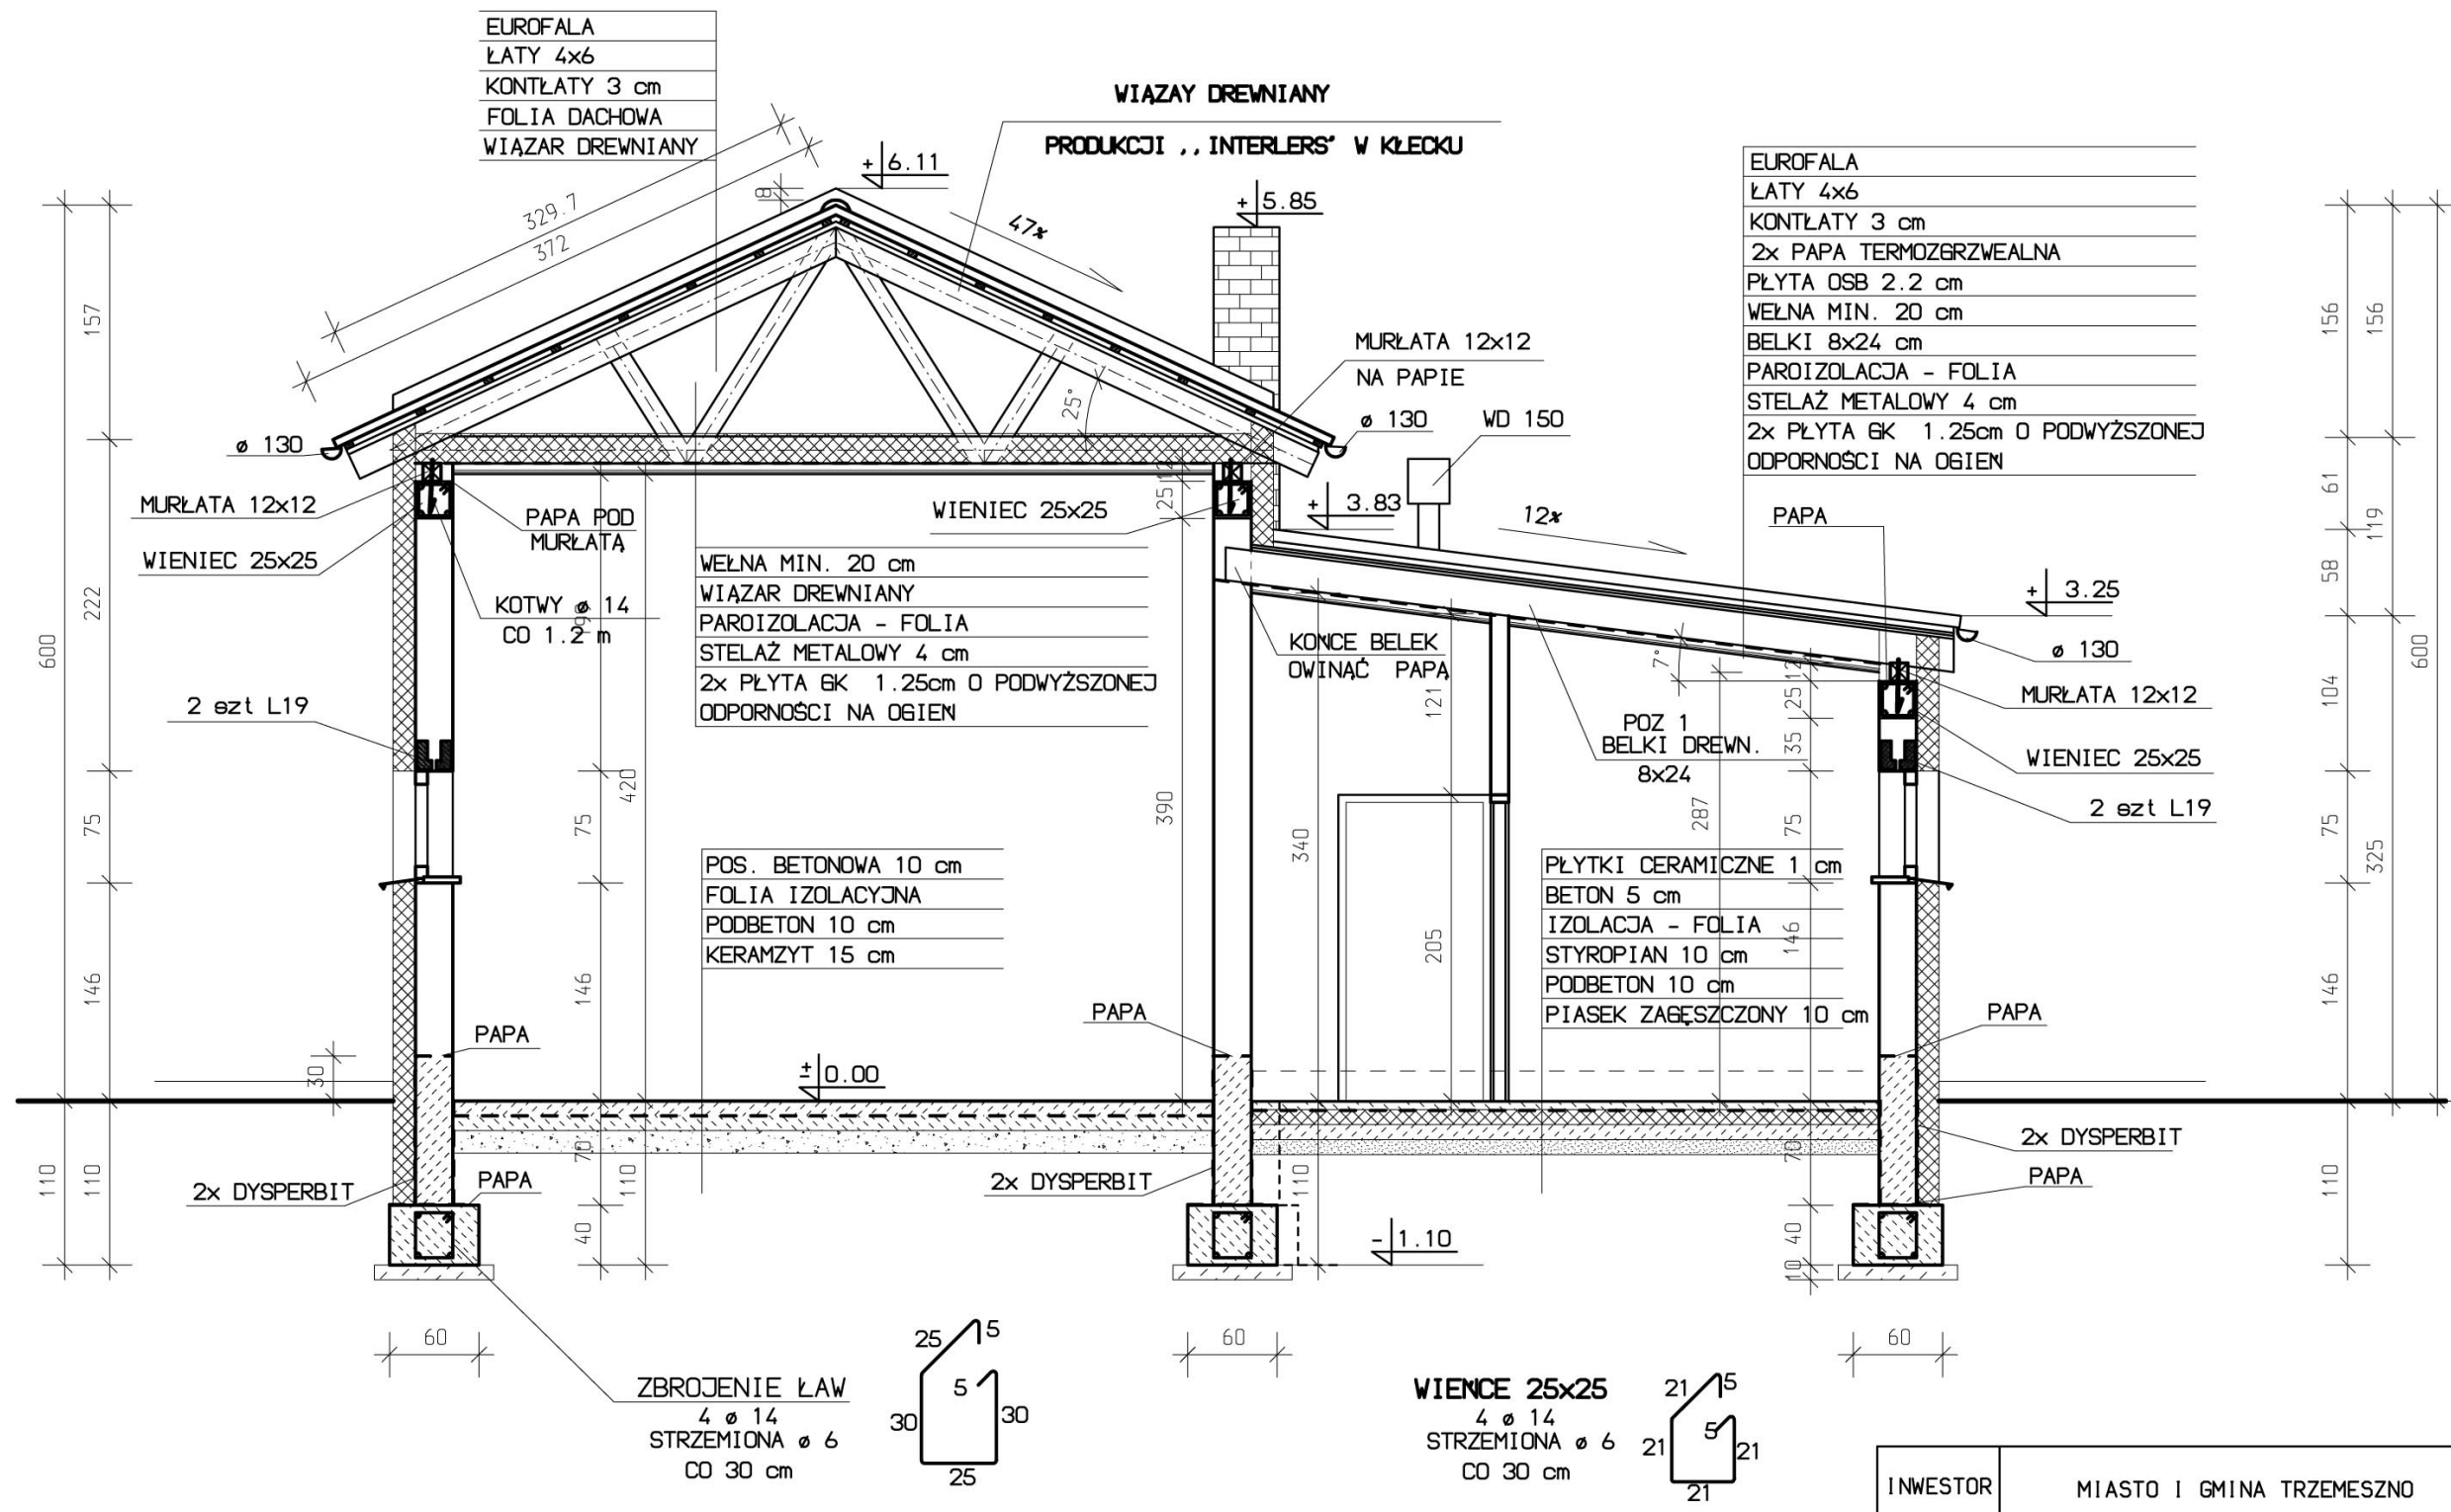 EUROFALA
ŁATY 4x6
KONTŁATY 3 cm
FOLIA DACHOWA
WIĄZAR DREWNIANY
WIĄZAY DREWNIANY
PRODUKCJI ,,INTERLERS' W KŁECKU
+ 6.11
+ 5.85
8
329.7
372
47%
EUROFALA
ŁATY 4x6
KONTŁATY 3 cm
2x PAPA TERMOZGRZWEALNA
PŁYTA OSB 2.2 cm
WEŁNA MIN. 20 cm
BELKI 8x24 cm
PAROIZOLACJA - FOLIA
STELAŻ METALOWY 4 cm
2x PŁYTA GK 1.25cm O PODWYŻSZONEJ
ODPORNOŚCI NA OGIEŃ
MURŁATA 12x12
NA PAPIE
ø 130
WD 150
25°
ø 130
MURŁATA 12x12
WIENIEC 25x25
PAPA POD
MURŁATĄ
KOTWY ø 14
CO 1.2 m
2 szt L19
WIENIEC 25x25
12
25
+ 3.83
12%
PAPA
WEŁNA MIN. 20 cm
WIĄZAR DREWNIANY
PAROIZOLACJA - FOLIA
STELAŻ METALOWY 4 cm
2x PŁYTA GK 1.25cm O PODWYŻSZONEJ
ODPORNOŚCI NA OGIEŃ
KOŃCE BELEK
OWINĄĆ PAPĄ
+ 3.25
ø 130
7°
MURŁATA 12x12
POZ 1
BELKI DREWN.
8x24
WIENIEC 25x25
2 szt L19
600
157
222
75
146
110
110
75
146
70
40
420
110
30
390
340
110
121
205
287
12
25
35
75
146
70
40
10
156
61
58
104
75
146
110
156
119
325
600
POS. BETONOWA 10 cm
FOLIA IZOLACYJNA
PODBETON 10 cm
KERAMZYT 15 cm
PŁYTKI CERAMICZNE 1 cm
BETON 5 cm
IZOLACJA - FOLIA
STYROPIAN 10 cm
PODBETON 10 cm
PIASEK ZAGĘSZCZONY 10 cm
PAPA
PAPA
PAPA
± 0.00
2x DYSPERBIT
PAPA
2x DYSPERBIT
2x DYSPERBIT
PAPA
- 1.10
60
60
60
ZBROJENIE ŁAW
4 ø 14
STRZEMIONA ø 6
CO 30 cm
25
5
5
30
30
25
WIEŃCE 25x25
4 ø 14
STRZEMIONA ø 6
CO 30 cm
21
5
5
21
21
21
INWESTOR
MIASTO I GMINA TRZEMESZNO